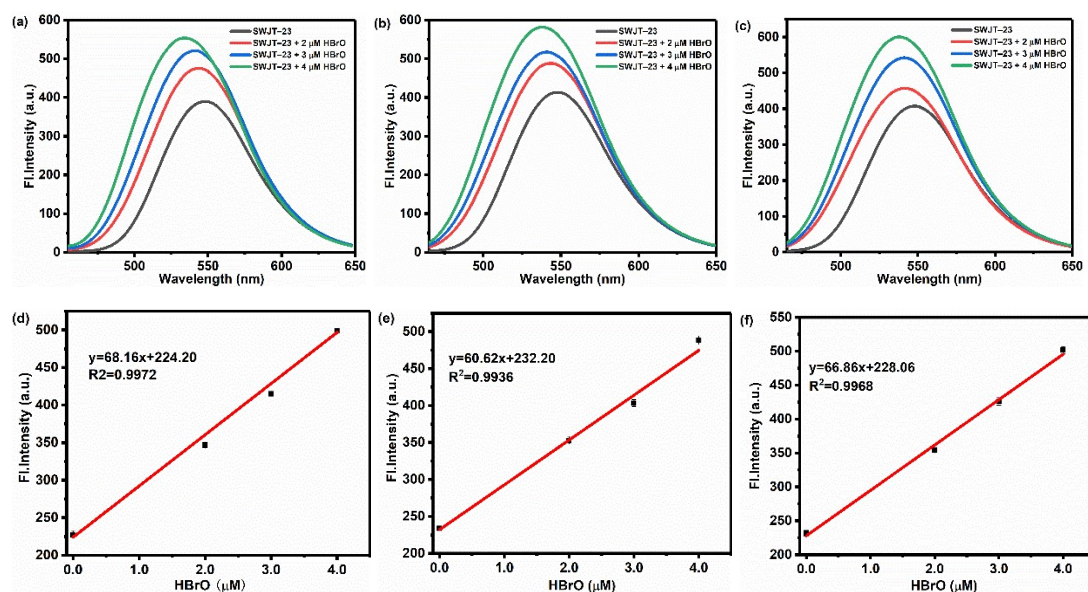 (a)
SWJT−23
SWJT−23 + 2 μM HBrO
SWJT−23 + 3 μM HBrO
SWJT−23 + 4 μM HBrO
600
500
400
300
200
100
0
Fl.Intensity (a.u.)
500 550 600 650
Wavelength (nm)
(b)
SWJT−23
SWJT−23 + 2 μM HBrO
SWJT−23 + 3 μM HBrO
SWJT−23 + 4 μM HBrO
600
500
400
300
200
100
0
Fl.Intensity (a.u.)
500 550 600 650
Wavelength (nm)
(c)
SWJT−23
SWJT−23 + 2 μM HBrO
SWJT−23 + 3 μM HBrO
SWJT−23 + 4 μM HBrO
600
500
400
300
200
100
0
Fl.Intensity (a.u.)
500 550 600 650
Wavelength (nm)
(d)
y=68.16x+224.20
R2=0.9972
500
450
400
350
300
250
200
Fl.Intensity (a.u.)
0.0 1.0 2.0 3.0 4.0
HBrO (μM)
(e)
y=60.62x+232.20
R²=0.9936
500
450
400
350
300
250
200
Fl.Intensity (a.u.)
0.0 1.0 2.0 3.0 4.0
HBrO (μM)
(f)
y=66.86x+228.06
R²=0.9968
550
500
450
400
350
300
250
200
Fl.Intensity (a.u.)
0.0 1.0 2.0 3.0 4.0
HBrO (μM)